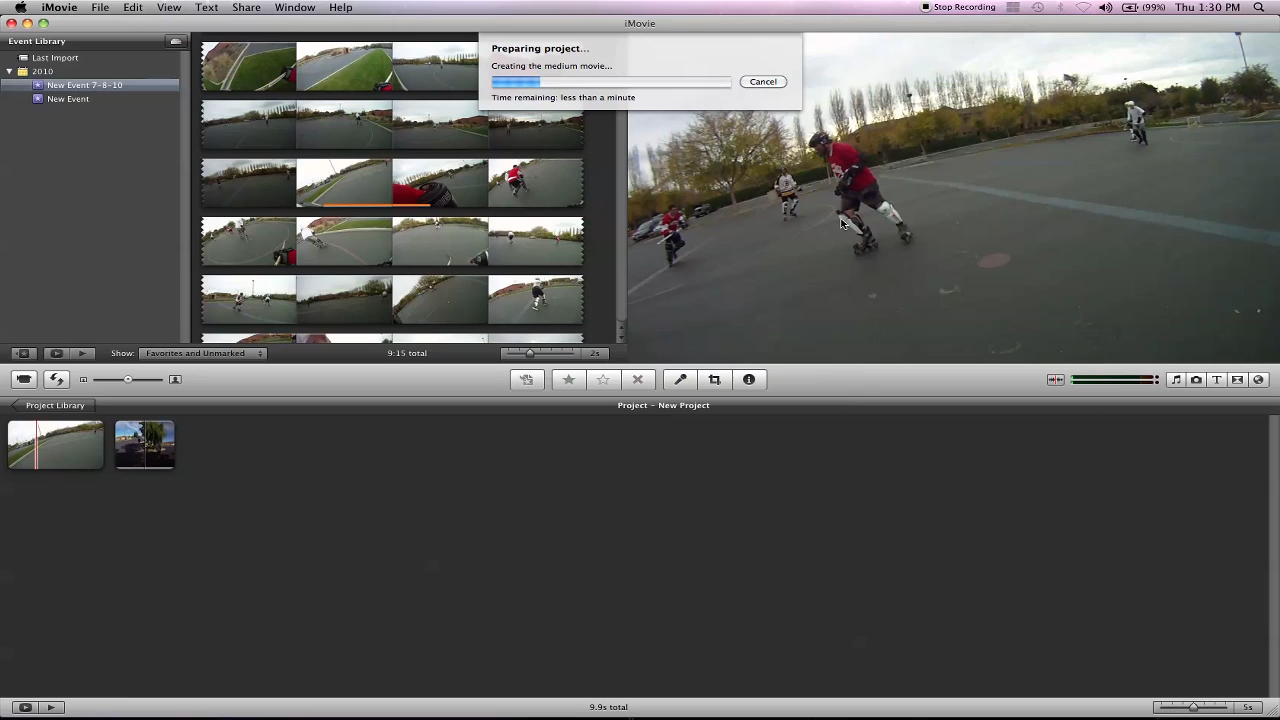 iMovie File Edit View Text Share Window Help Stop Recording (99%) Thu 1:30 PM
iMovie
Event Library
Last Import
2010
New Event 7-8-10
New Event
Preparing project...
Creating the medium movie...
Cancel
Time remaining: less than a minute
Show: Favorites and Unmarked 9:15 total 2s
Project Library Project - New Project
9.9s total 5s